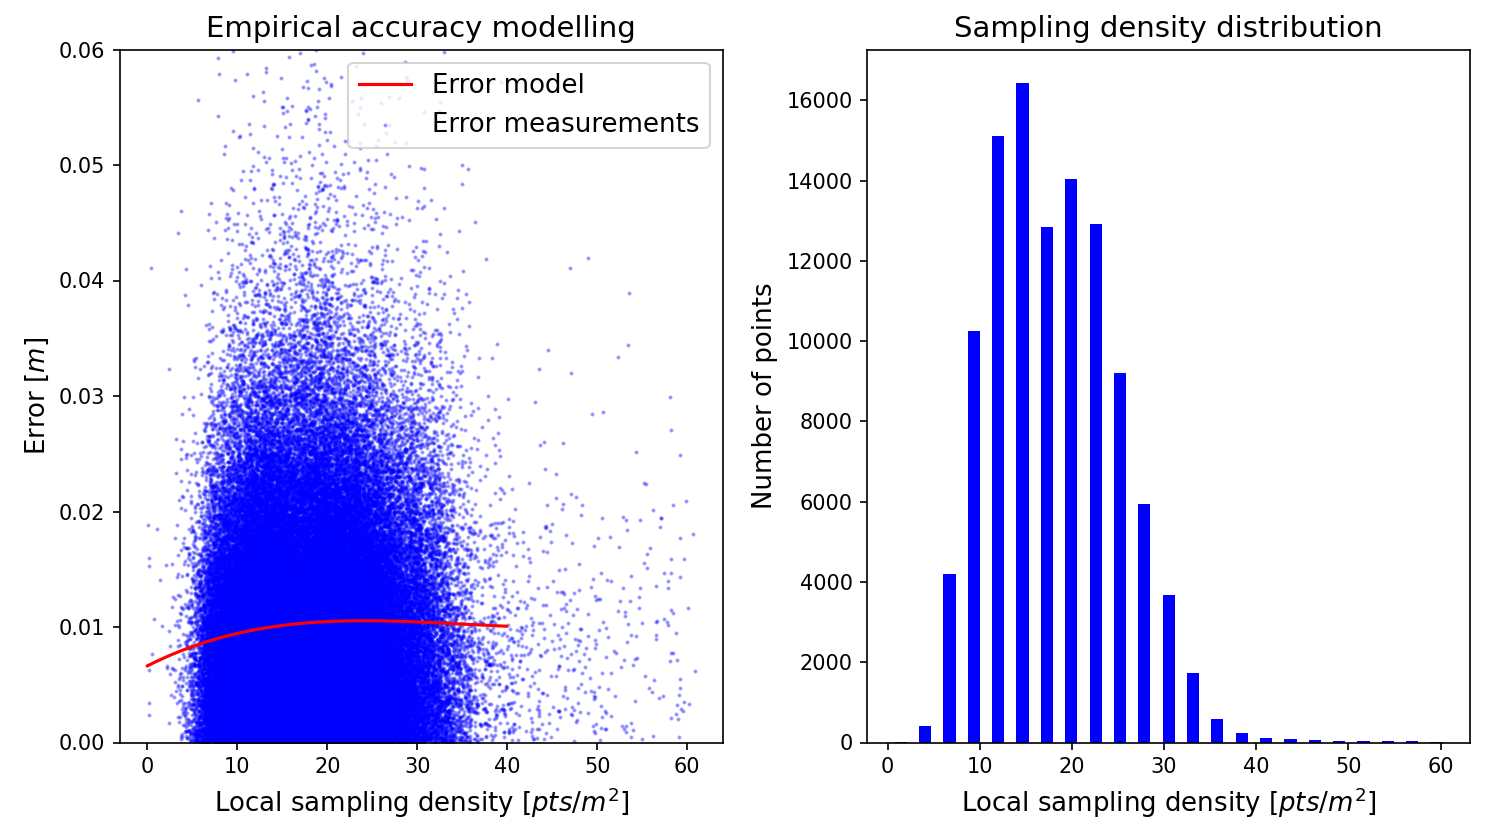 Empirical accuracy modelling
0.06
0.05
0.04
0.03
0.02
0.01
0.00
Error [m]
Error model
Error measurements
0 10 20 30 40 50 60
Local sampling density [pts/m²]
Sampling density distribution
16000
14000
12000
10000
8000
6000
4000
2000
0
Number of points
0 10 20 30 40 50 60
Local sampling density [pts/m²]